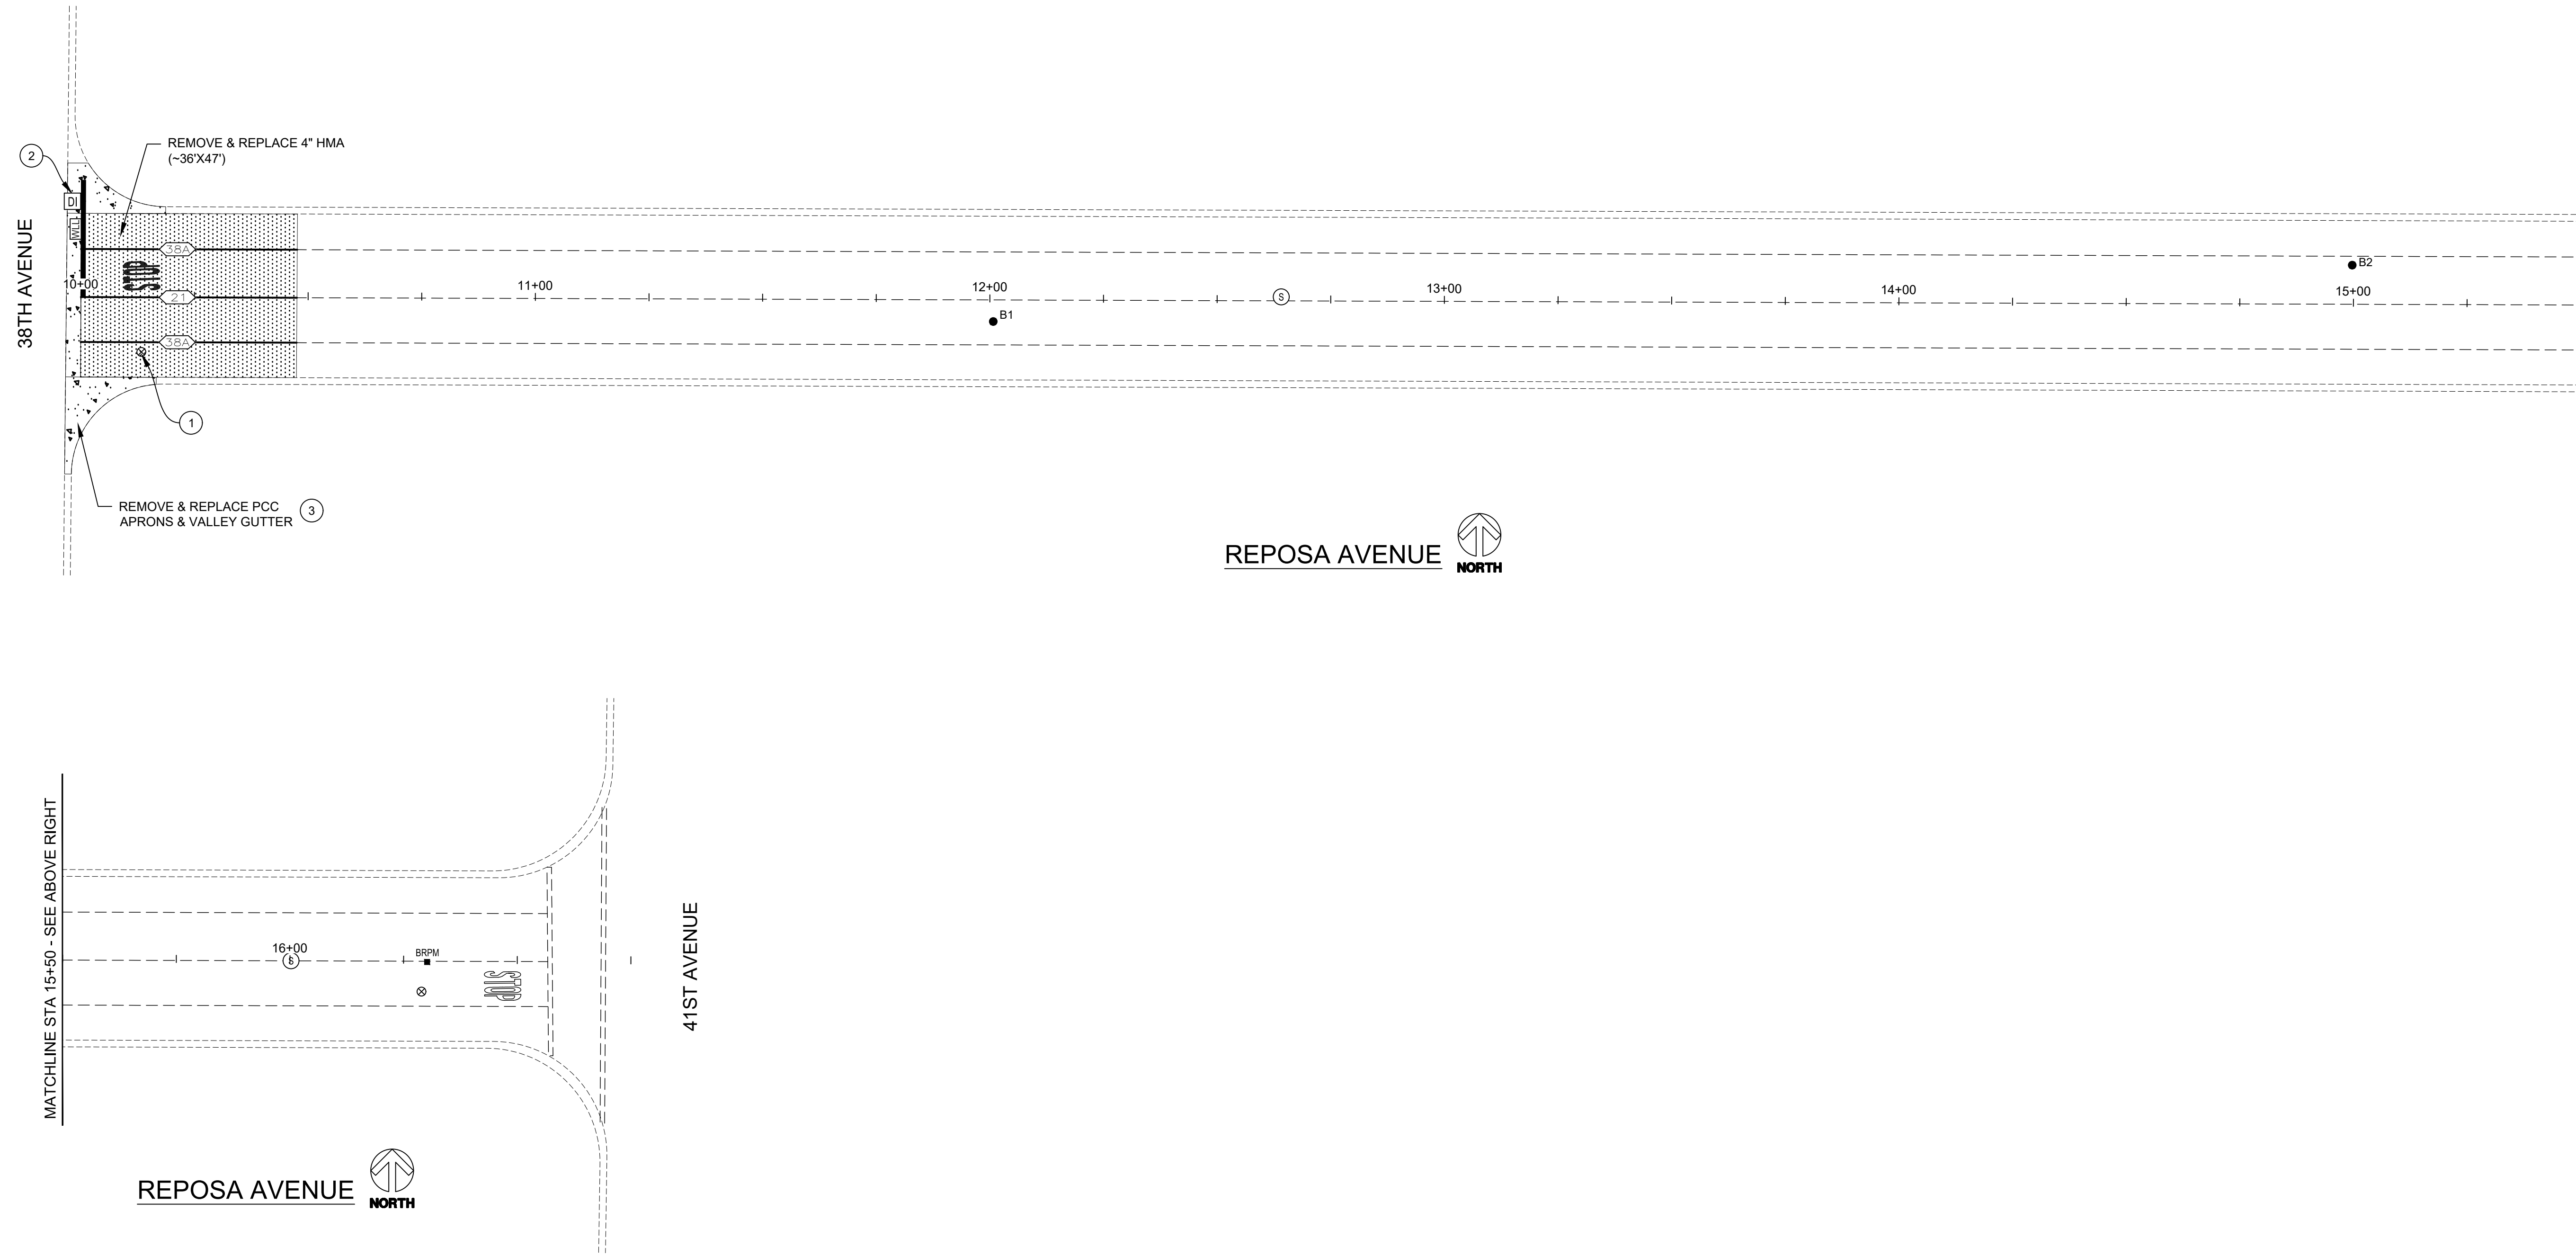 REMOVE & REPLACE 4" HMA
(~36'X47')
2
DI
WLL
38TH AVENUE
38A
STOP
10+00
21
38A
11+00
12+00
S
13+00
14+00
15+00
B1
B2
1
REMOVE & REPLACE PCC
APRONS & VALLEY GUTTER
3
REPOSA AVENUE
NORTH
MATCHLINE STA 15+50 - SEE ABOVE RIGHT
16+00
S
BRPM
STOP
41ST AVENUE
REPOSA AVENUE
NORTH